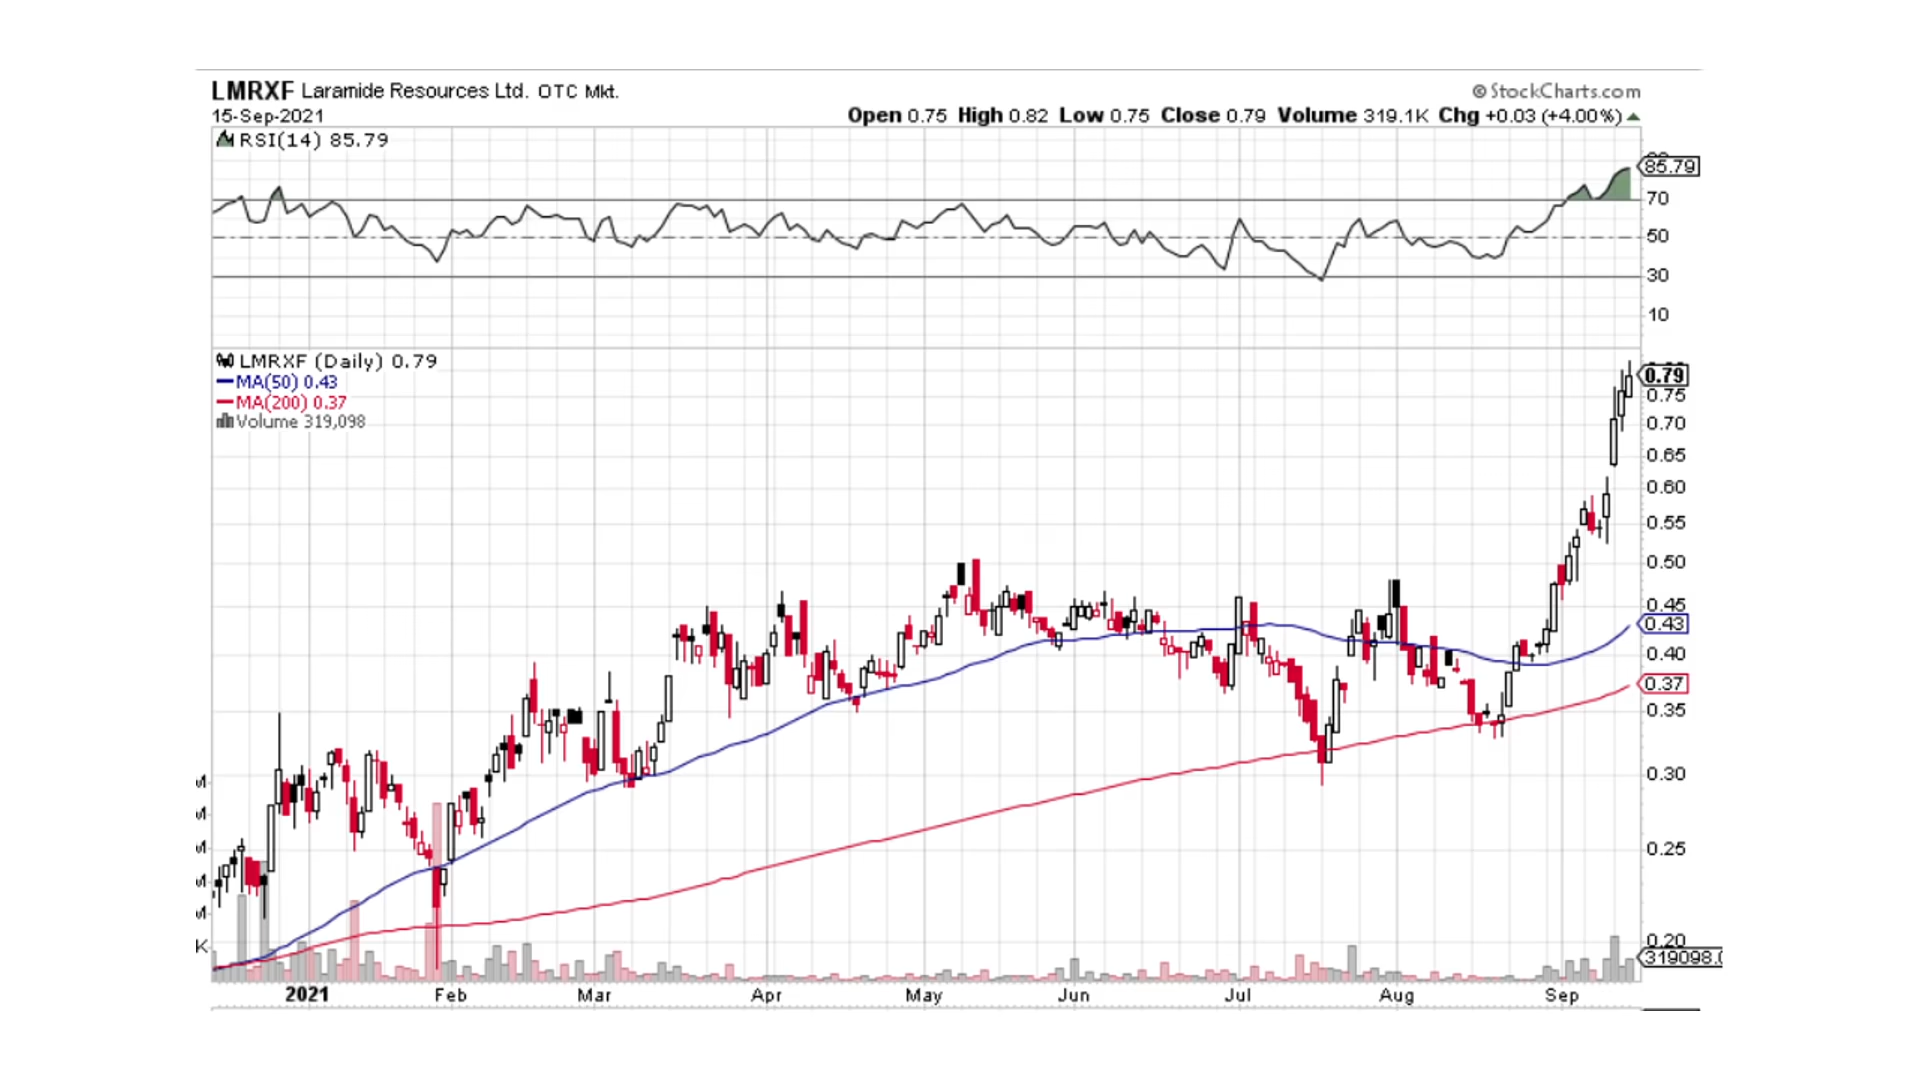 LMRXF Laramide Resources Ltd. OTC Mkt.
© StockCharts.com
15-Sep-2021
Open 0.75 High 0.82 Low 0.75 Close 0.79 Volume 319.1K Chg +0.03 (+4.00%)
RSI(14) 85.79
85.79
70
50
30
10
LMRXF (Daily) 0.79
MA(50) 0.43
MA(200) 0.37
Volume 319,098
0.79
0.75
0.70
0.65
0.60
0.55
0.50
0.45
0.43
0.40
0.37
0.35
0.30
0.25
0.20
319098.0
K
2021 Feb Mar Apr May Jun Jul Aug Sep